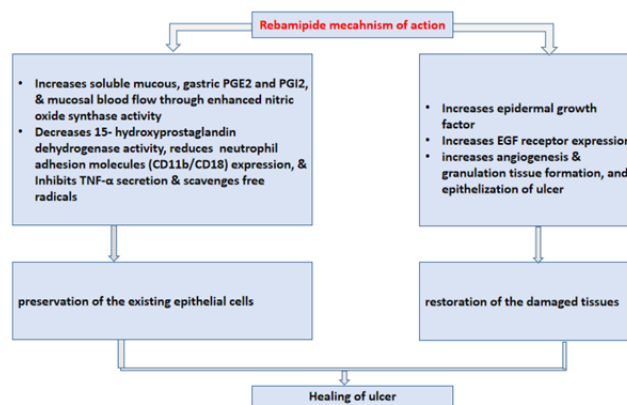 Rebamipide mecahnism of action
• Increases soluble mucous, gastric PGE2 and PGI2,
& mucosal blood flow through enhanced nitric
oxide synthase activity
• Decreases 15- hydroxyprostaglandin
dehydrogenase activity, reduces neutrophil
adhesion molecules (CD11b/CD18) expression, &
Inhibits TNF-α secretion & scavenges free
radicals
• Increases epidermal growth
factor
• Increases EGF receptor expression
• increases angiogenesis &
granulation tissue formation, and
epithelization of ulcer
preservation of the existing epithelial cells
restoration of the damaged tissues
Healing of ulcer